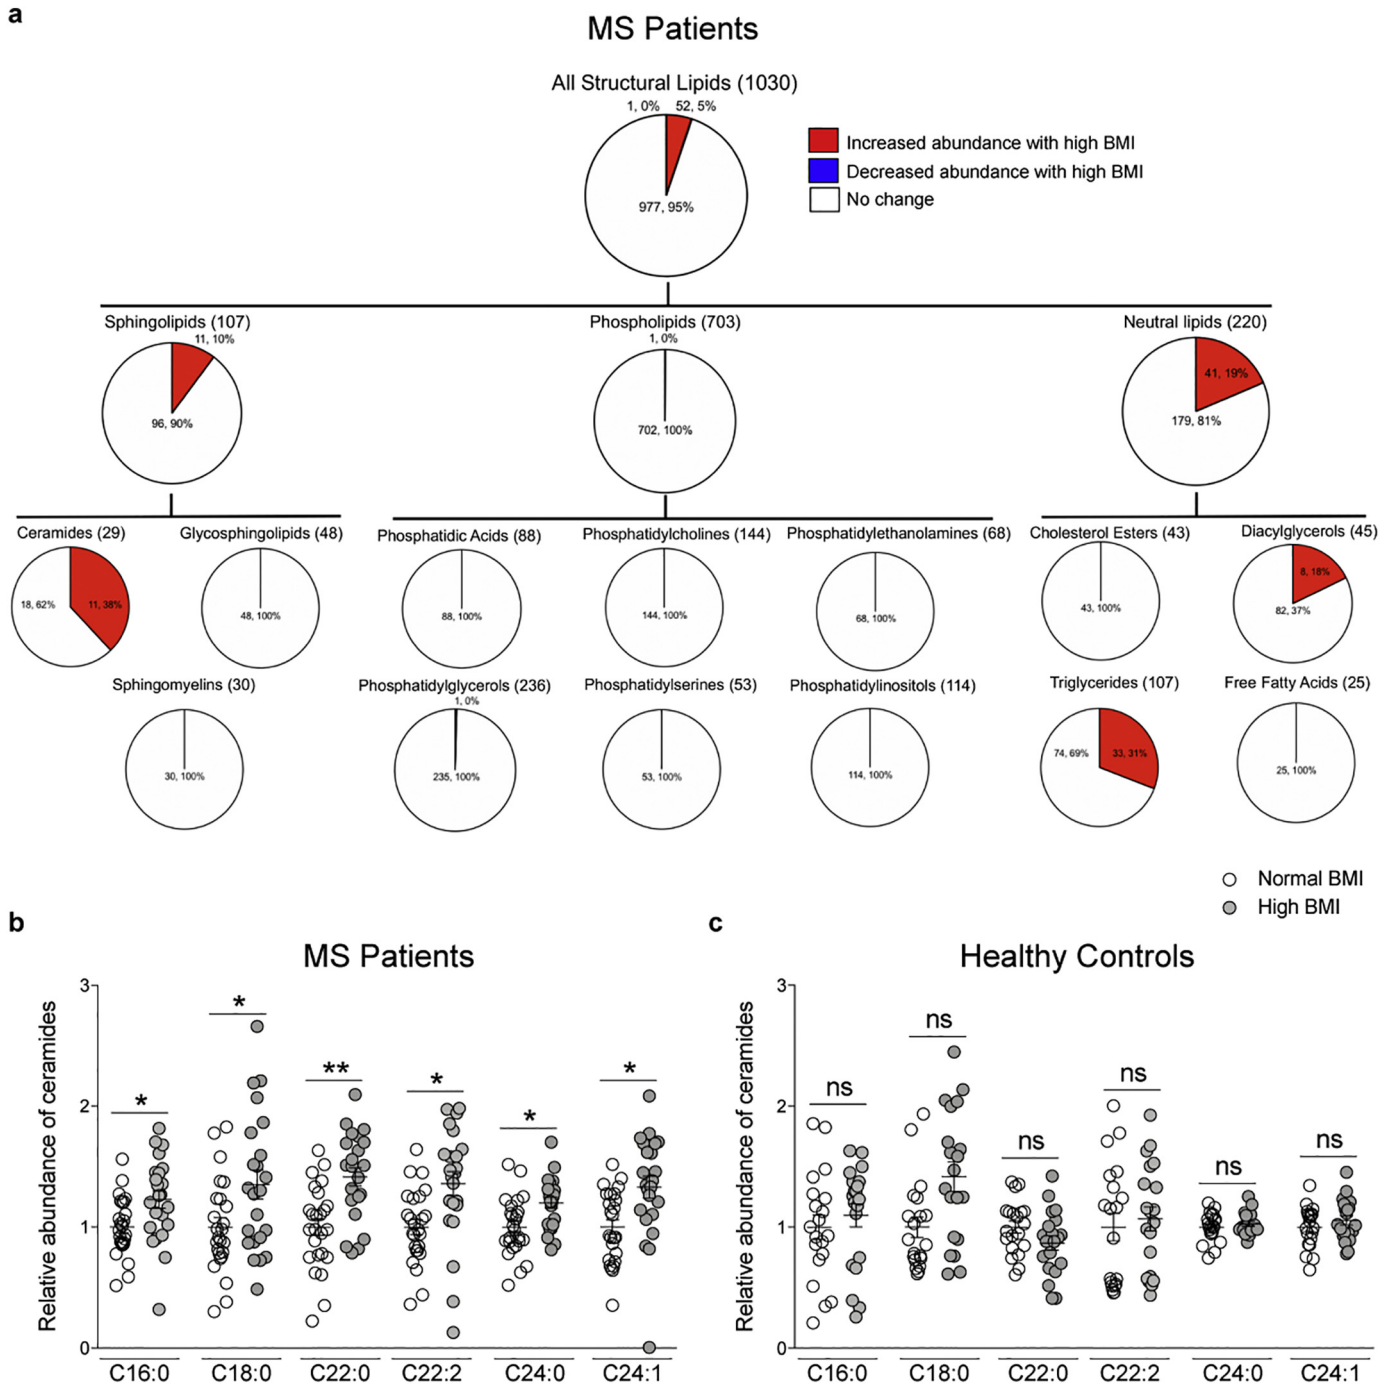 a
MS Patients
All Structural Lipids (1030)
1, 0% 52, 5%
977, 95%
Increased abundance with high BMI
Decreased abundance with high BMI
No change
Sphingolipids (107) Phospholipids (703) Neutral lipids (220)
11, 10% 1, 0% 41, 19%
96, 90% 702, 100% 179, 81%
Ceramides (29) Glycosphingolipids (48) Phosphatidic Acids (88) Phosphatidylcholines (144) Phosphatidylethanolamines (68) Cholesterol Esters (43) Diacylglycerols (45)
18, 62% 11, 38% 48, 100% 88, 100% 144, 100% 68, 100% 43, 100% 8, 18%
82, 37%
Sphingomyelins (30) Phosphatidylglycerols (236) Phosphatidylserines (53) Phosphatidylinositols (114) Triglycerides (107) Free Fatty Acids (25)
1, 0%
30, 100% 235, 100% 53, 100% 114, 100% 74, 69% 33, 31% 25, 100%
Normal BMI
High BMI
b
MS Patients
Relative abundance of ceramides
3
2
1
0
* * ** * * *
C16:0 C18:0 C22:0 C22:2 C24:0 C24:1
c
Healthy Controls
Relative abundance of ceramides
3
2
1
0
ns ns ns ns ns ns
C16:0 C18:0 C22:0 C22:2 C24:0 C24:1